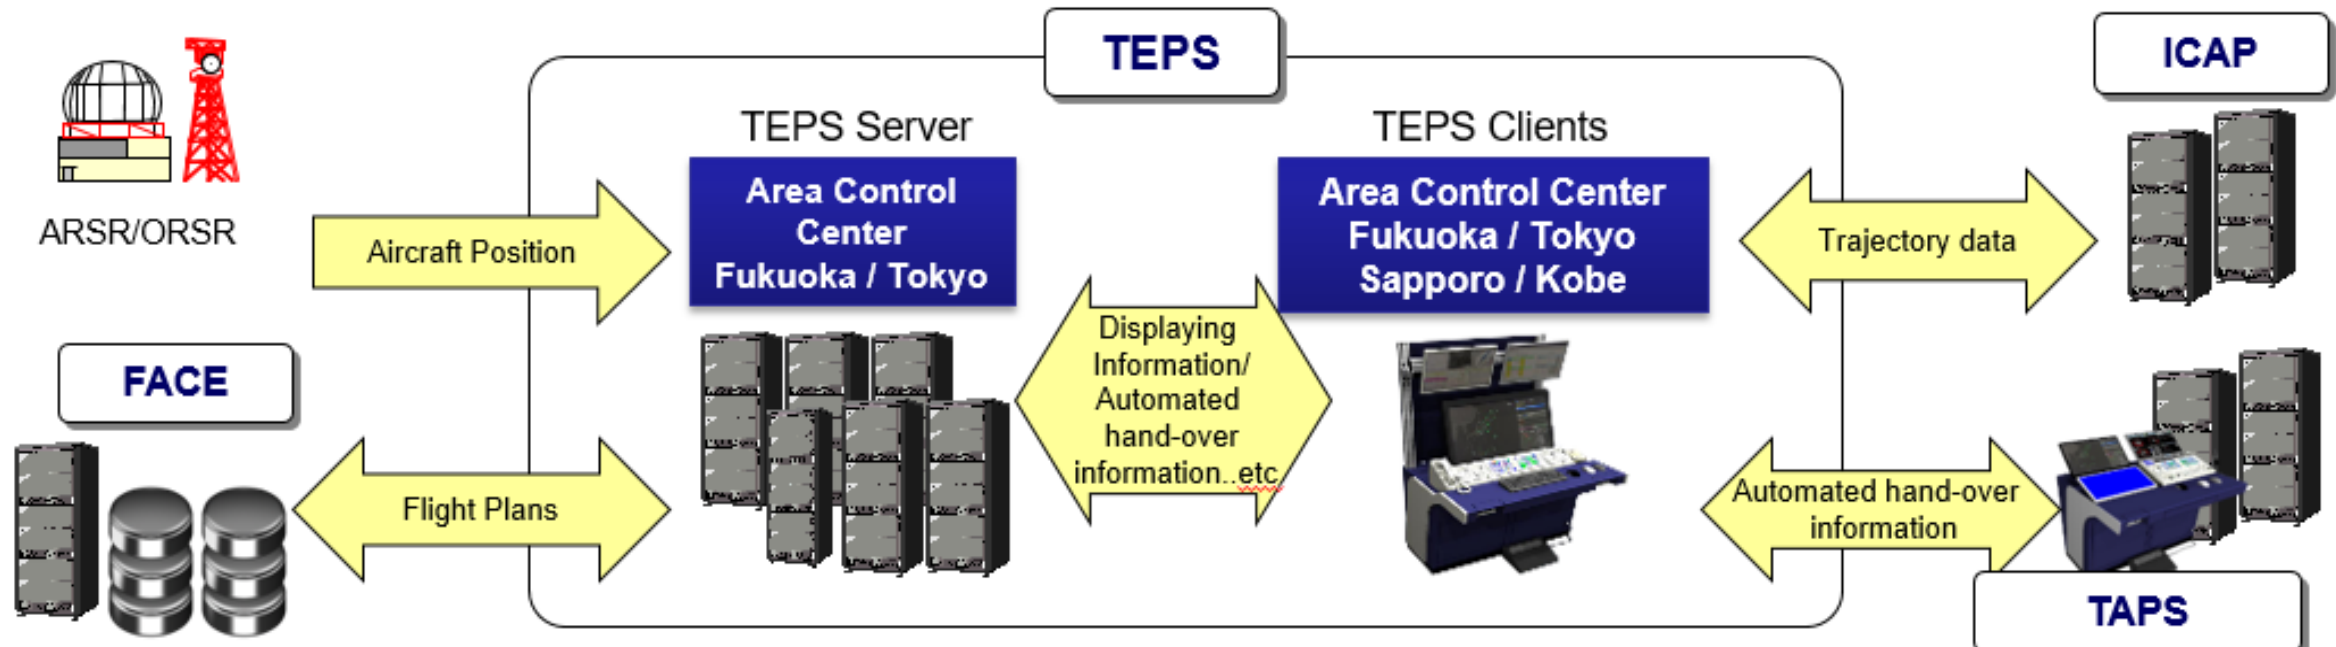 TEPS
ICAP
TEPS Server
TEPS Clients
Area Control
Center
Fukuoka / Tokyo
Area Control Center
Fukuoka / Tokyo
Sapporo / Kobe
ARSR/ORSR
Aircraft Position
Trajectory data
Displaying
Information/
Automated
hand-over
information..etc
FACE
Flight Plans
Automated hand-over
information
TAPS